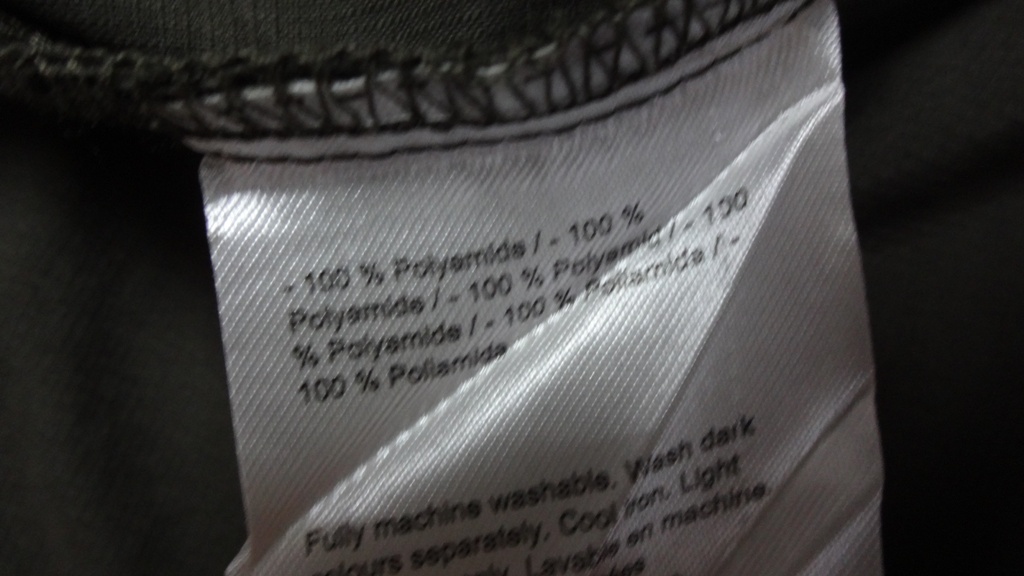 - 100 % Polyamide / - 100 %
Polyamide / - 100 % Polyamid / - 100
% Polyamide / - 100 % Poliamida / -
100 % Poliamide
Fully machine washable. Wash dark
colours separately, Cool iron. Light
Lavable en machine.